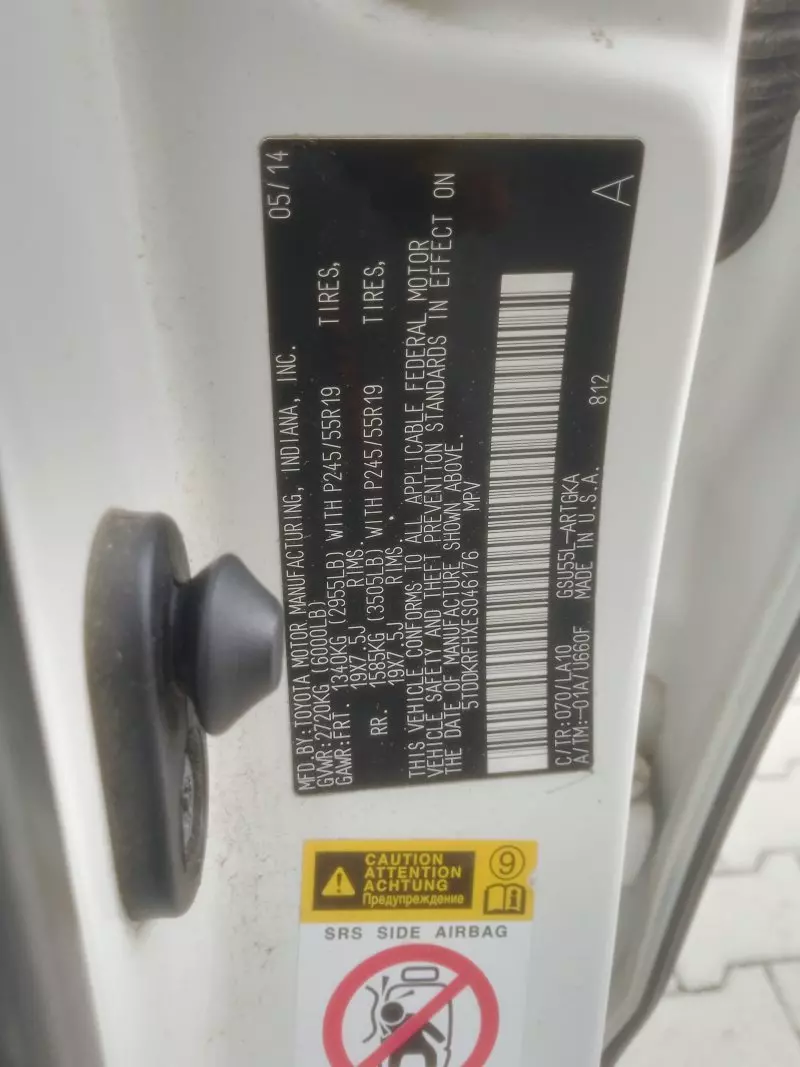 MFD.BY:TOYOTA MOTOR MANUFACTURING, INDIANA, INC. 05/14
GVWR:2720KG(6000LB)
GAWR:FRT. 1340KG (2955LB) WITH P245/55R19 TIRES,
19X7.5J RIMS.
RR. 1585KG (3505LB) WITH P245/55R19 TIRES,
19X7.5J RIMS.
THIS VEHICLE CONFORMS TO ALL APPLICABLE FEDERAL MOTOR
VEHICLE SAFETY AND THEFT PREVENTION STANDARDS IN EFFECT ON
THE DATE OF MANUFACTURE SHOWN ABOVE.
5TDDKRFHXES046176 MPV
C/TR:070/LA10 GSU55L-ARTGKA 812
A/TM:-01A/U660F MADE IN U.S.A.
A
CAUTION
ATTENTION
ACHTUNG
Предупреждение
9
SRS SIDE AIRBAG